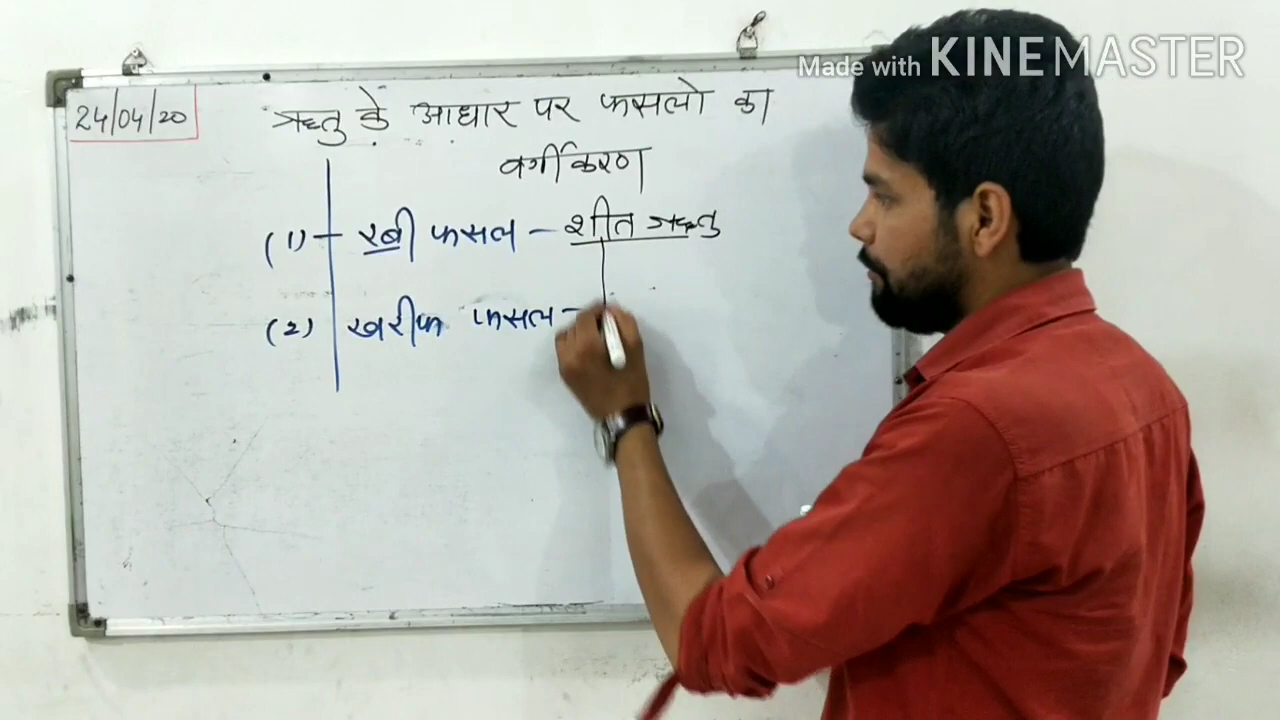 Made with KINEMASTER
24/04/20
ऋतु के आधार पर फसलो का
वर्गीकरण
(1) रबी फसल - शीत ऋतु
(2) खरीफ फसल -